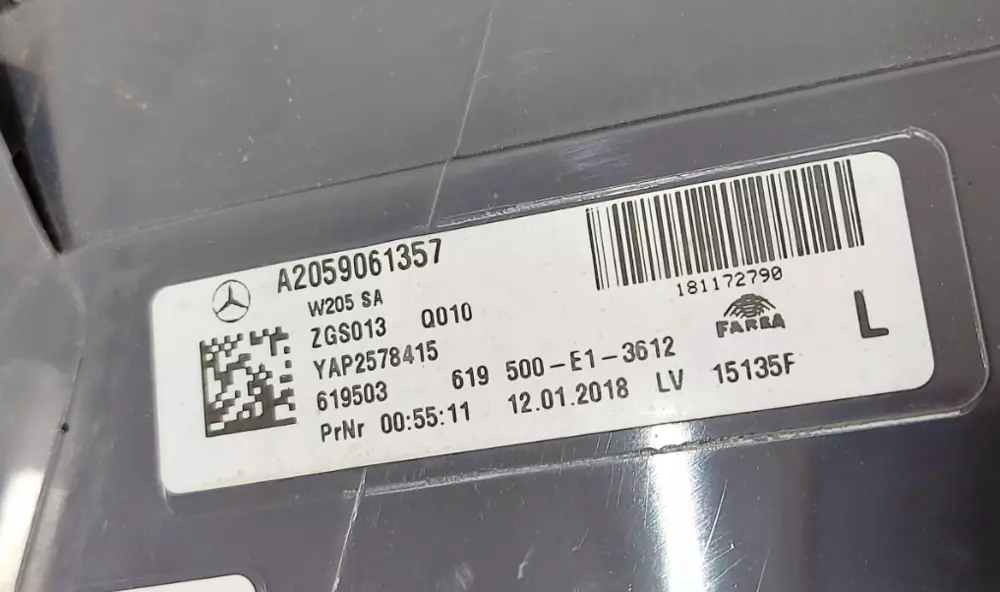 A2059061357
W205 SA
ZGS013 Q010
YAP2578415
619503 619 500-E1-3612
PrNr 00:55:11 12.01.2018 LV 15135F
181172790
FARBA
L